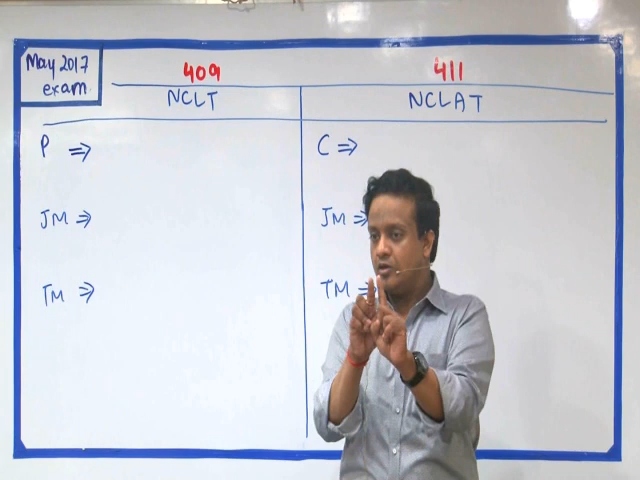 May 2017
exam
409 411
NCLT NCLAT
P ⇒ C ⇒
JM ⇒ JM ⇒
TM ⇒ TM ⇒